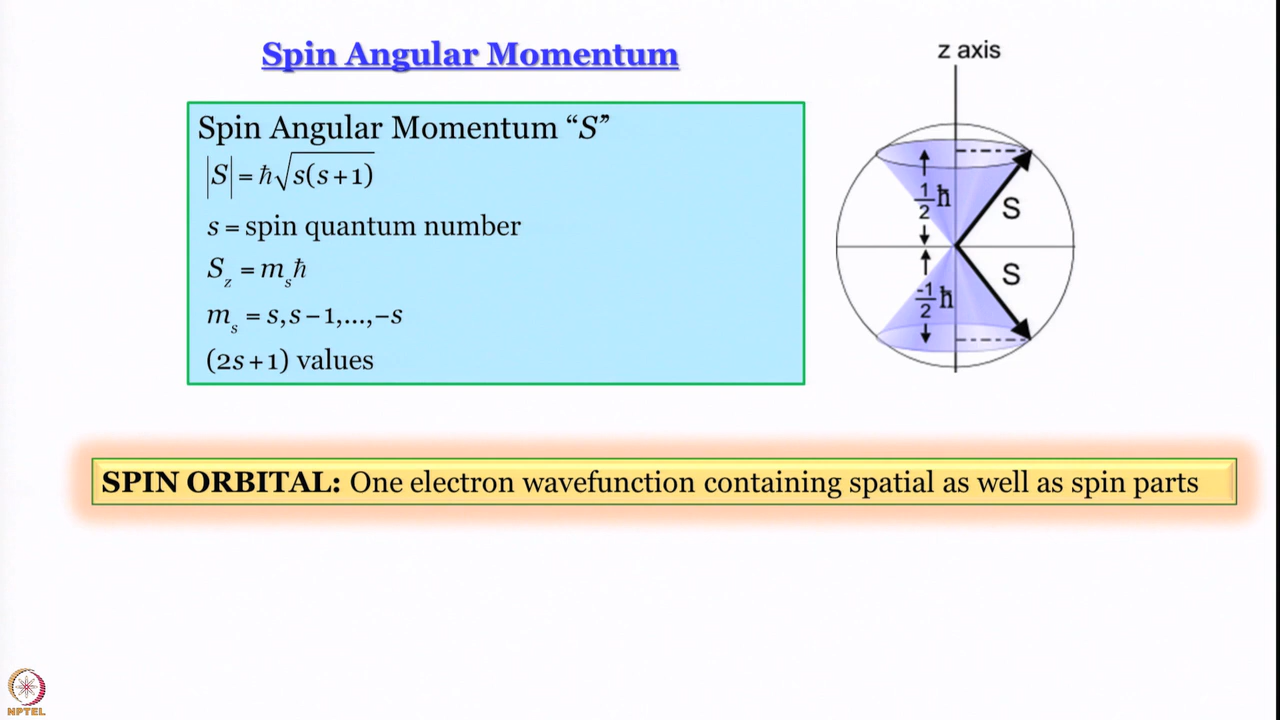 Spin Angular Momentum
Spin Angular Momentum “S”
|S| = ħ√s(s+1)
s = spin quantum number
S_z = m_s ħ
m_s = s, s − 1,..., −s
(2s + 1) values
z axis
1/2 ħ
S
S
-1/2 ħ
SPIN ORBITAL: One electron wavefunction containing spatial as well as spin parts
NPTEL